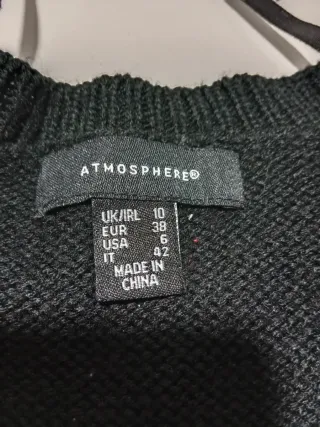 ATMOSPHERE®
UK/IRL 10
EUR 38
USA 6
IT 42
MADE IN
CHINA